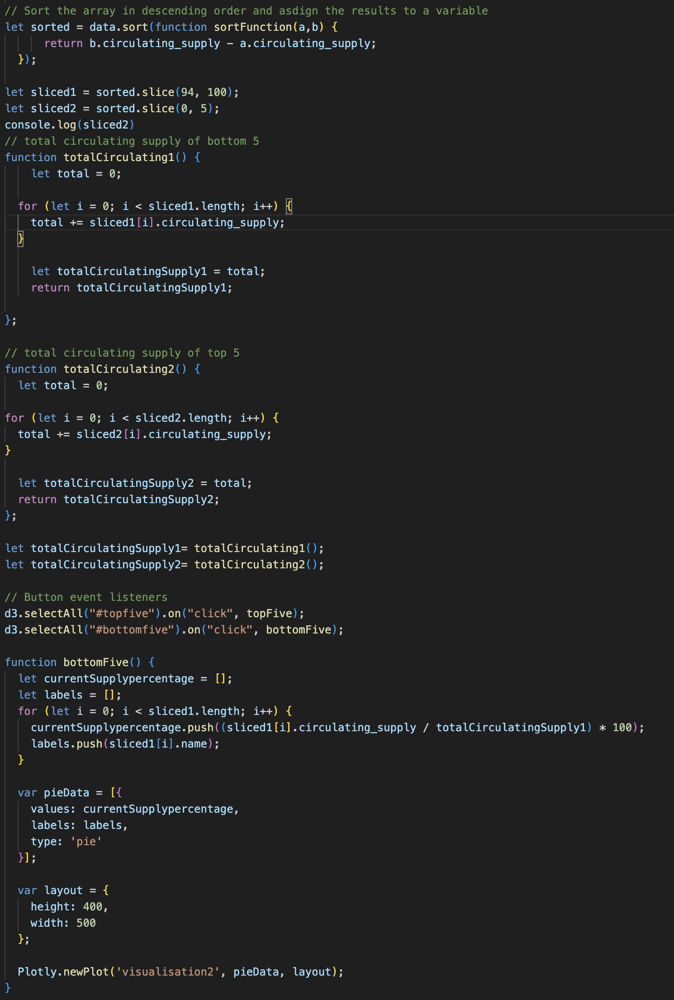 // Sort the array in descending order and asdign the results to a variable
let sorted = data.sort(function sortFunction(a,b) {
      return b.circulating_supply - a.circulating_supply;
  });

let sliced1 = sorted.slice(94, 100);
let sliced2 = sorted.slice(0, 5);
console.log(sliced2)
// total circulating supply of bottom 5
function totalCirculating1() {
    let total = 0;

  for (let i = 0; i < sliced1.length; i++) {
    total += sliced1[i].circulating_supply;
  }

    let totalCirculatingSupply1 = total;
    return totalCirculatingSupply1;

};

// total circulating supply of top 5
function totalCirculating2() {
  let total = 0;

for (let i = 0; i < sliced2.length; i++) {
  total += sliced2[i].circulating_supply;
}

  let totalCirculatingSupply2 = total;
  return totalCirculatingSupply2;
};

let totalCirculatingSupply1= totalCirculating1();
let totalCirculatingSupply2= totalCirculating2();

// Button event listeners
d3.selectAll("#topfive").on("click", topFive);
d3.selectAll("#bottomfive").on("click", bottomFive);

function bottomFive() {
  let currentSupplypercentage = [];
  let labels = [];
  for (let i = 0; i < sliced1.length; i++) {
    currentSupplypercentage.push((sliced1[i].circulating_supply / totalCirculatingSupply1) * 100);
    labels.push(sliced1[i].name);
  }

  var pieData = [{
    values: currentSupplypercentage,
    labels: labels,
    type: 'pie'
  }];

  var layout = {
    height: 400,
    width: 500
  };

  Plotly.newPlot('visualisation2', pieData, layout);
}